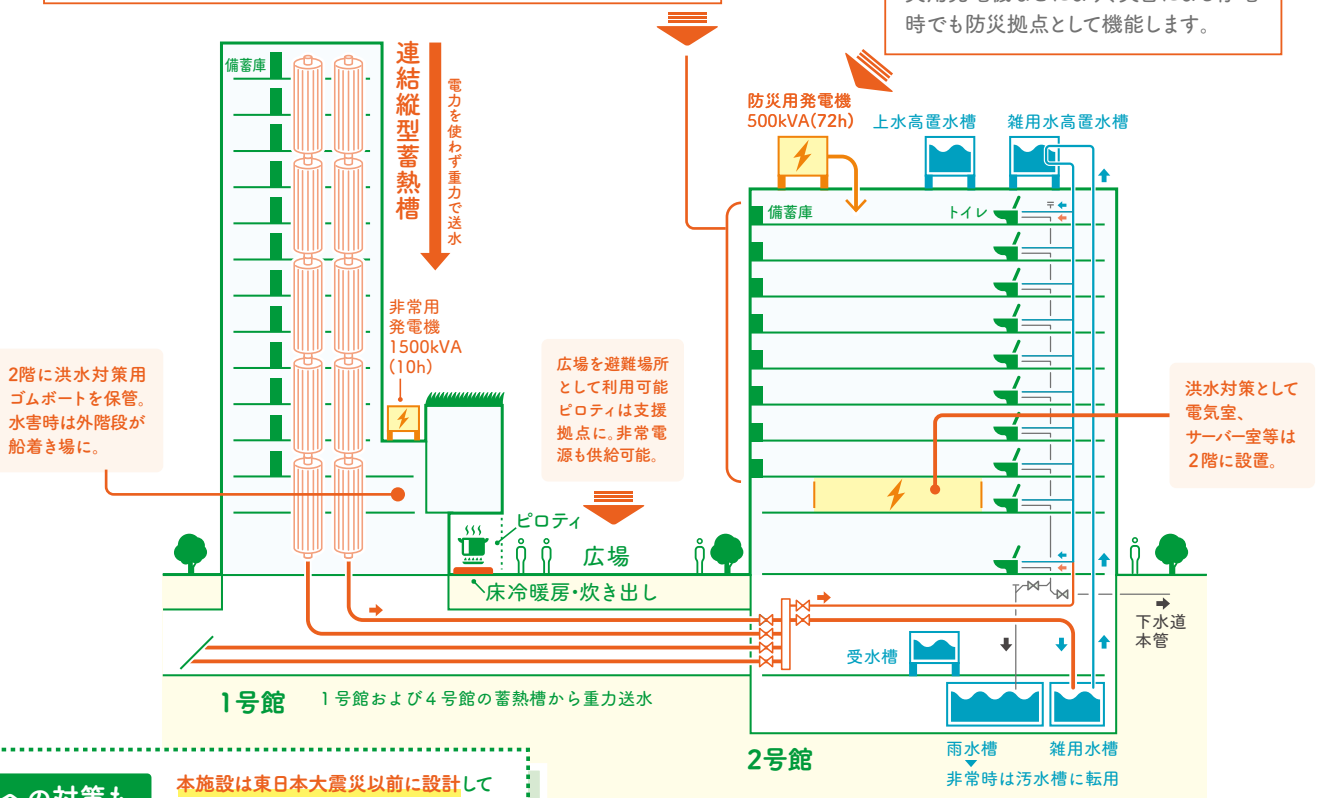 時でも防災拠点として機能します。
備蓄庫
連結縦型蓄熱槽
電力を使わず重力で送水
防災用発電機
500kVA(72h)
上水高置水槽
雑用水高置水槽
備蓄庫
トイレ
非常用
発電機
1500kVA
(10h)
2階に洪水対策用
ゴムボートを保管。
水害時は外階段が
船着き場に。
広場を避難場所
として利用可能
ピロティは支援
拠点に。非常電
源も供給可能。
洪水対策として
電気室、
サーバー室等は
2階に設置。
ピロティ
広場
床冷暖房・炊き出し
下水道
本管
受水槽
1号館
1号館および4号館の蓄熱槽から重力送水
2号館
雨水槽
雑用水槽
非常時は汚水槽に転用
の対策も
本施設は東日本大震災以前に設計して